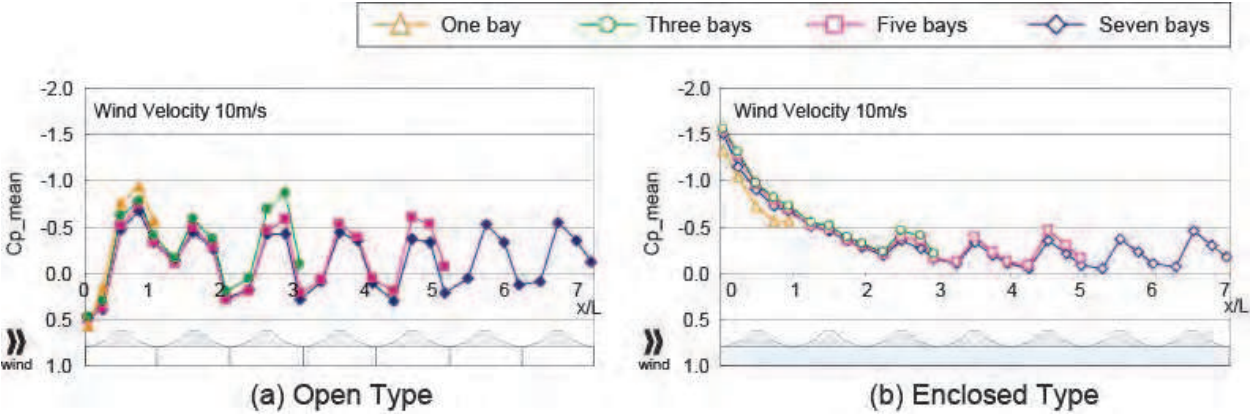 One bay Three bays Five bays Seven bays
-2.0
-1.5
-1.0
-0.5
0.0
0.5
1.0
Cp_mean
Wind Velocity 10m/s
0 1 2 3 4 5 6 7
x/L
wind
(a) Open Type
-2.0
-1.5
-1.0
-0.5
0.0
0.5
1.0
Cp_mean
Wind Velocity 10m/s
0 1 2 3 4 5 6 7
x/L
wind
(b) Enclosed Type